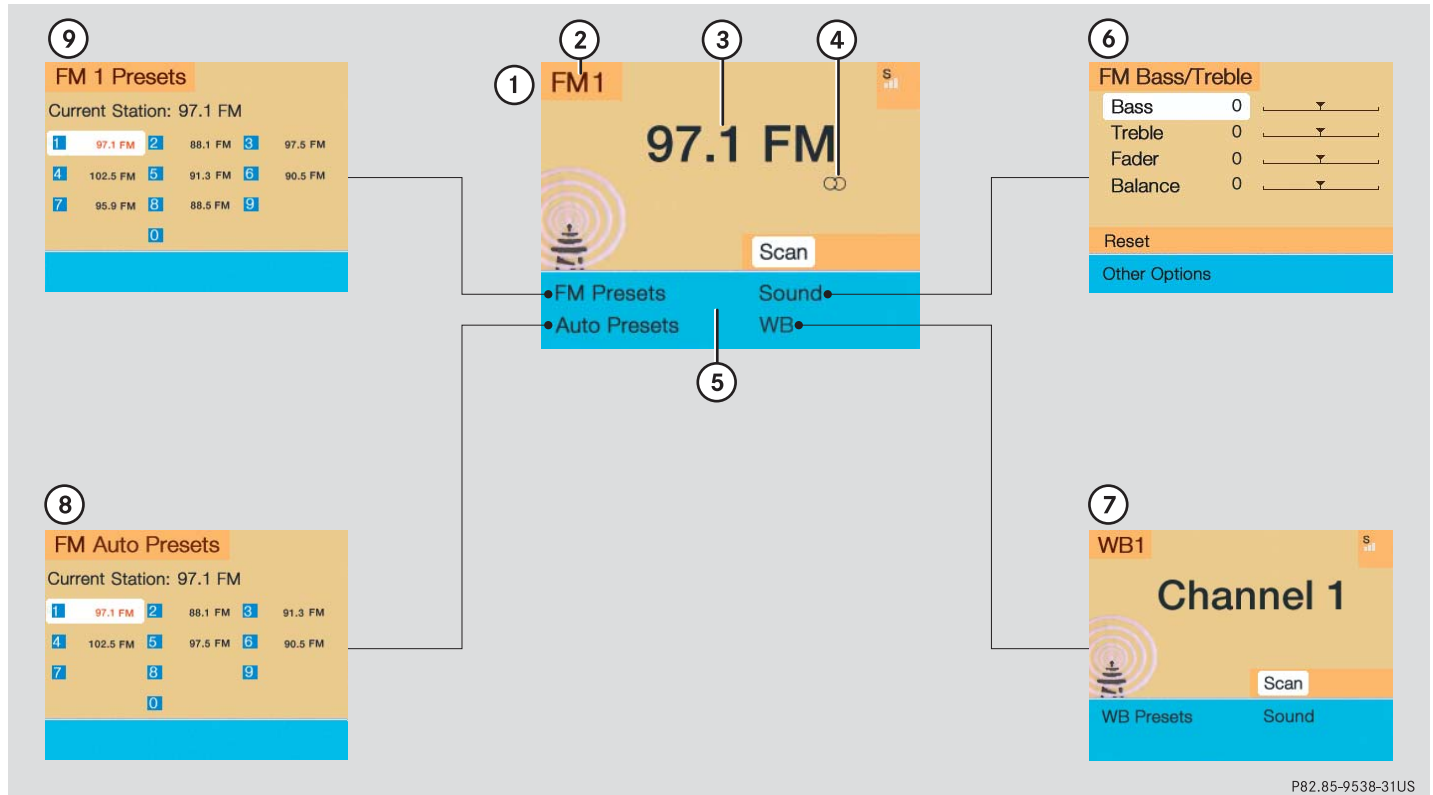 9
FM 1 Presets
Current Station: 97.1 FM
1 97.1 FM 2 88.1 FM 3 97.5 FM
4 102.5 FM 5 91.3 FM 6 90.5 FM
7 95.9 FM 8 88.5 FM 9
0
1
2
3
4
FM1
S
97.1 FM
Scan
FM Presets Sound
Auto Presets WB
5
6
FM Bass/Treble
Bass 0
Treble 0
Fader 0
Balance 0
Reset
Other Options
8
FM Auto Presets
Current Station: 97.1 FM
1 97.1 FM 2 88.1 FM 3 91.3 FM
4 102.5 FM 5 97.5 FM 6 90.5 FM
7 8 9
0
7
WB1
S
Channel 1
Scan
WB Presets Sound
P82.85-9538-31US